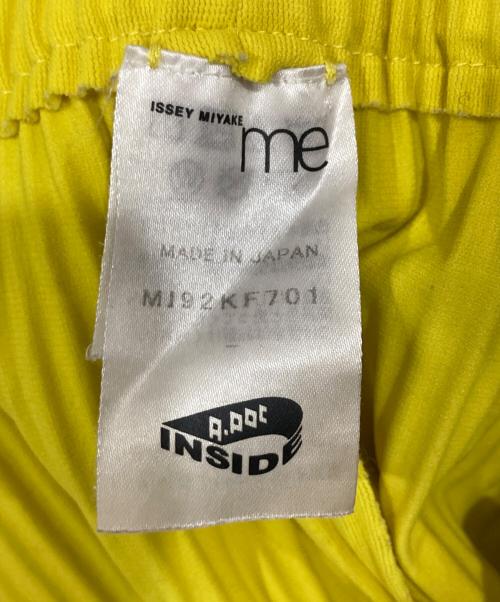 ISSEY MIYAKE
me
MADE IN JAPAN
MI92KF701
A.POC
INSIDE